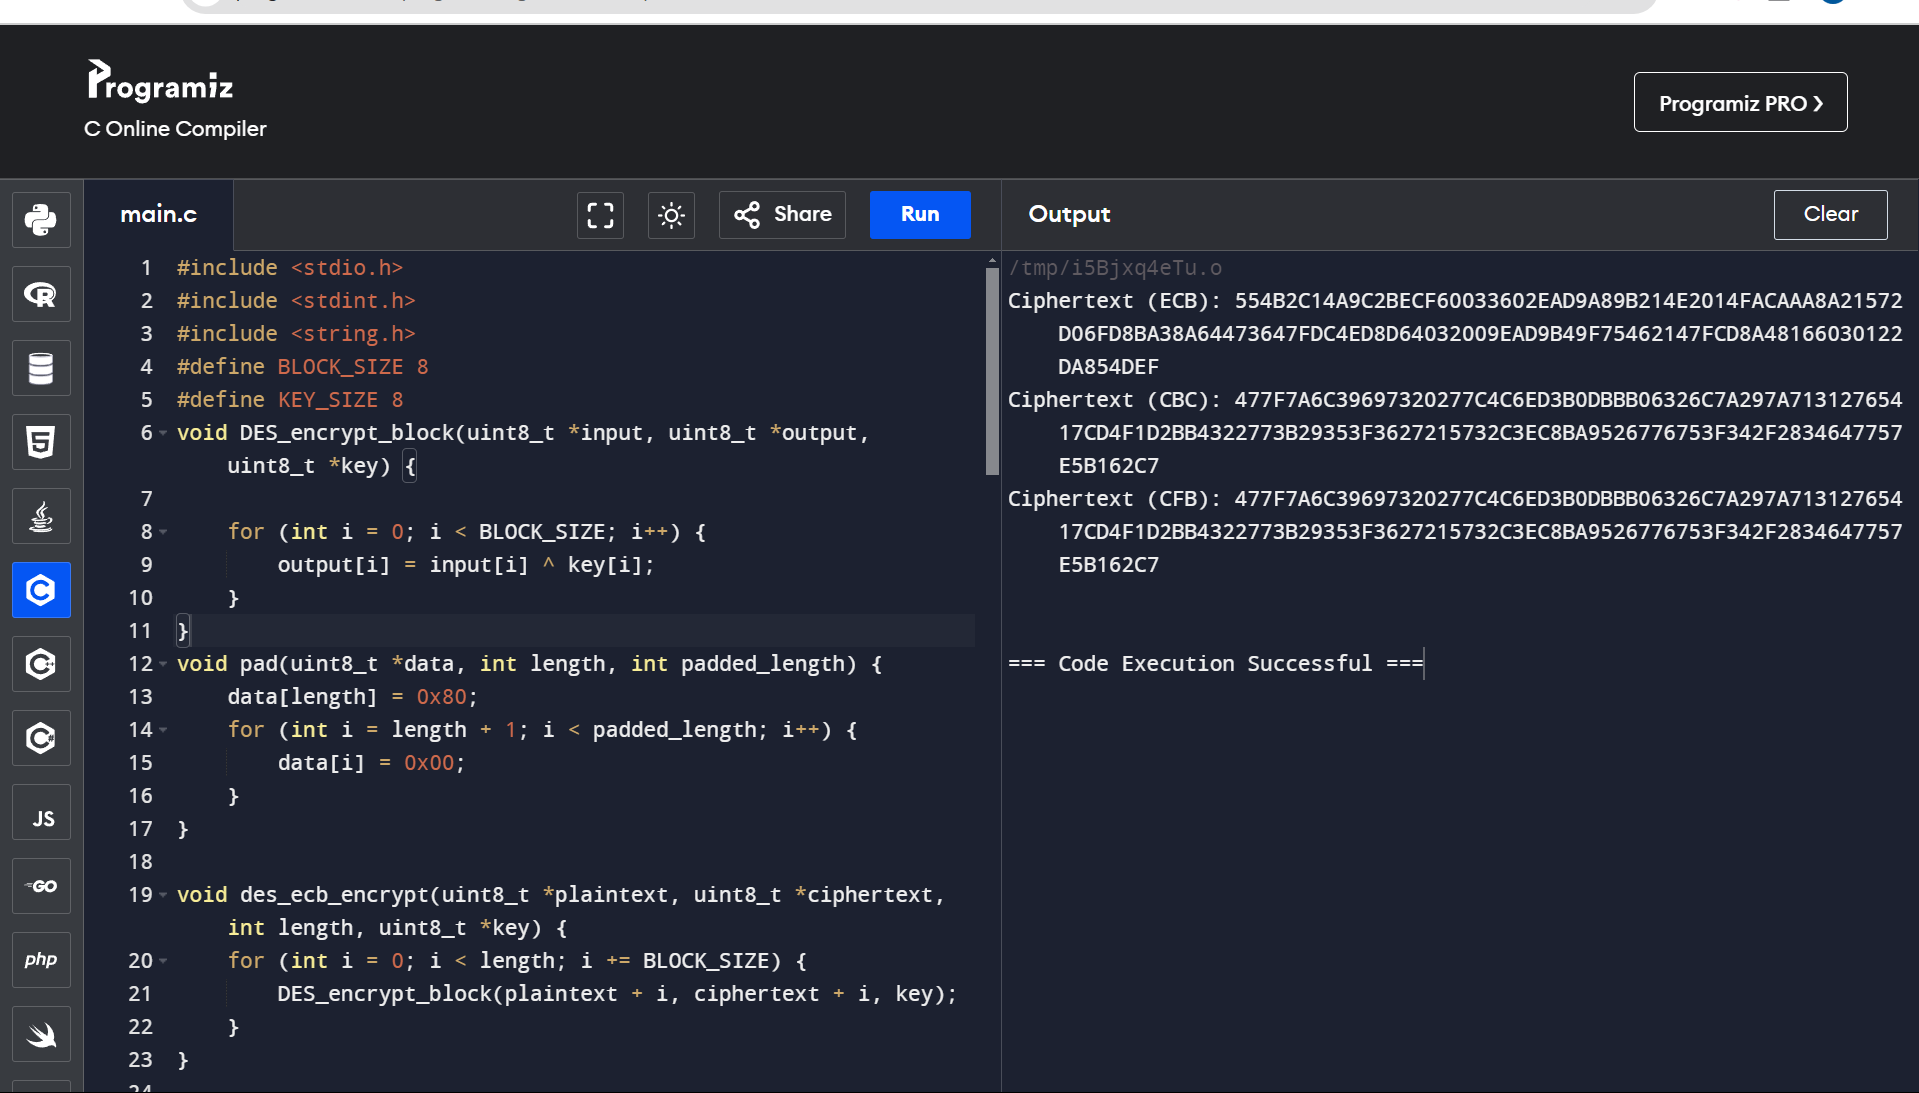 Programiz
C Online Compiler
Programiz PRO ❯
main.c
Share
Run
Output
Clear
1 #include <stdio.h>
2 #include <stdint.h>
3 #include <string.h>
4 #define BLOCK_SIZE 8
5 #define KEY_SIZE 8
6 void DES_encrypt_block(uint8_t *input, uint8_t *output,
uint8_t *key) {
7
8 for (int i = 0; i < BLOCK_SIZE; i++) {
9 output[i] = input[i] ^ key[i];
10 }
11 }
12 void pad(uint8_t *data, int length, int padded_length) {
13 data[length] = 0x80;
14 for (int i = length + 1; i < padded_length; i++) {
15 data[i] = 0x00;
16 }
17 }
18
19 void des_ecb_encrypt(uint8_t *plaintext, uint8_t *ciphertext,
int length, uint8_t *key) {
20 for (int i = 0; i < length; i += BLOCK_SIZE) {
21 DES_encrypt_block(plaintext + i, ciphertext + i, key);
22 }
23 }
24
/tmp/i5Bjxq4eTu.o
Ciphertext (ECB): 554B2C14A9C2BECF60033602EAD9A89B214E2014FACAAA8A21572
D06FD8BA38A64473647FDC4ED8D64032009EAD9B49F75462147FCD8A48166030122
DA854DEF
Ciphertext (CBC): 477F7A6C39697320277C4C6ED3B0DBBB06326C7A297A713127654
17CD4F1D2BB4322773B29353F3627215732C3EC8BA9526776753F342F2834647757
E5B162C7
Ciphertext (CFB): 477F7A6C39697320277C4C6ED3B0DBBB06326C7A297A713127654
17CD4F1D2BB4322773B29353F3627215732C3EC8BA9526776753F342F2834647757
E5B162C7
=== Code Execution Successful ===
JS
GO
php